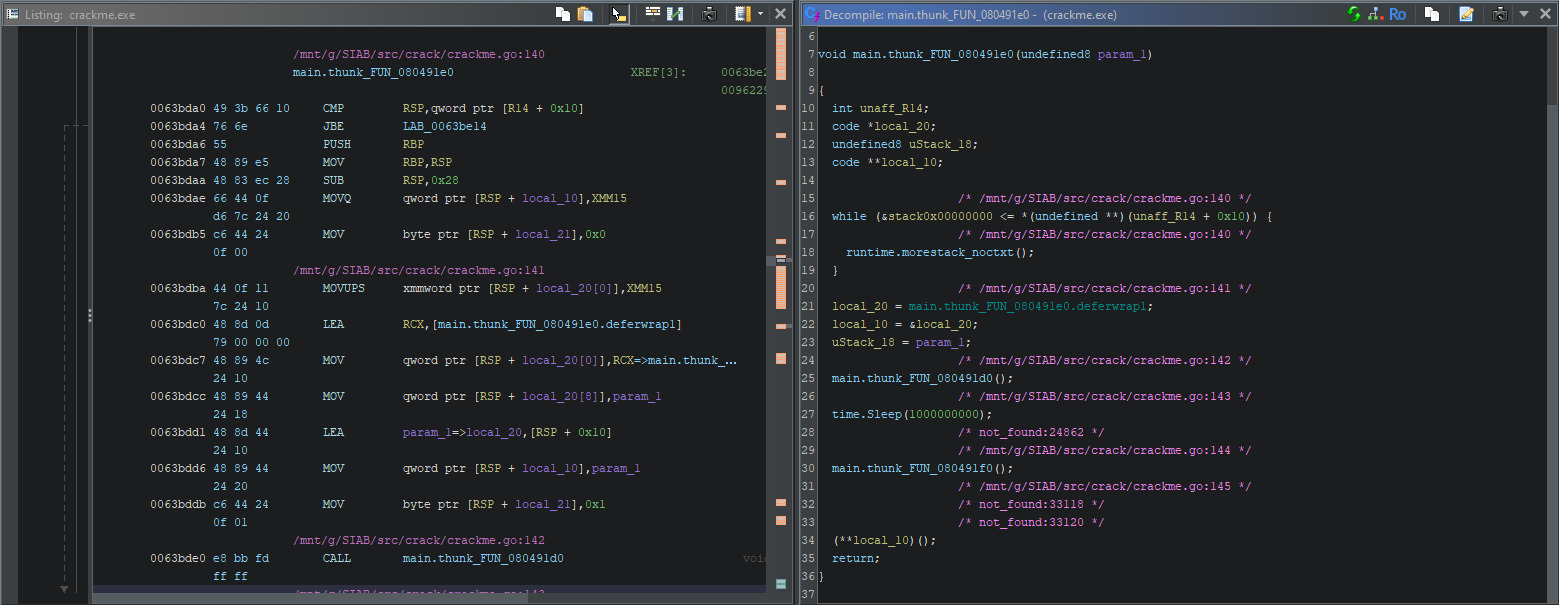 Listing: crackme.exe
/mnt/g/SIAB/src/crack/crackme.go:140
main.thunk_FUN_080491e0 XREF[3]: 0063be2
009622
0063bda0 49 3b 66 10 CMP RSP,qword ptr [R14 + 0x10]
0063bda4 76 6e JBE LAB_0063be14
0063bda6 55 PUSH RBP
0063bda7 48 89 e5 MOV RBP,RSP
0063bdaa 48 83 ec 28 SUB RSP,0x28
0063bdae 66 44 0f MOVQ qword ptr [RSP + local_10],XMM15
d6 7c 24 20
0063bdb5 c6 44 24 MOV byte ptr [RSP + local_21],0x0
0f 00
/mnt/g/SIAB/src/crack/crackme.go:141
0063bdba 44 0f 11 MOVUPS xmmword ptr [RSP + local_20[0]],XMM15
7c 24 10
0063bdc0 48 8d 0d LEA RCX,[main.thunk_FUN_080491e0.deferwrap1]
79 00 00 00
0063bdc7 48 89 4c MOV qword ptr [RSP + local_20[0]],RCX=>main.thunk_...
24 10
0063bdcc 48 89 44 MOV qword ptr [RSP + local_20[8]],param_1
24 18
0063bdd1 48 8d 44 LEA param_1=>local_20,[RSP + 0x10]
24 10
0063bdd6 48 89 44 MOV qword ptr [RSP + local_10],param_1
24 20
0063bddb c6 44 24 MOV byte ptr [RSP + local_21],0x1
0f 01
/mnt/g/SIAB/src/crack/crackme.go:142
0063bde0 e8 bb fd CALL main.thunk_FUN_080491d0 void
ff ff
Decompile: main.thunk_FUN_080491e0 - (crackme.exe)
Ro
6
7 void main.thunk_FUN_080491e0(undefined8 param_1)
8
9 {
10 int unaff_R14;
11 code *local_20;
12 undefined8 uStack_18;
13 code **local_10;
14
15 /* /mnt/g/SIAB/src/crack/crackme.go:140 */
16 while (&stack0x00000000 <= *(undefined **)(unaff_R14 + 0x10)) {
17 /* /mnt/g/SIAB/src/crack/crackme.go:140 */
18 runtime.morestack_noctxt();
19 }
20 /* /mnt/g/SIAB/src/crack/crackme.go:141 */
21 local_20 = main.thunk_FUN_080491e0.deferwrap1;
22 local_10 = &local_20;
23 uStack_18 = param_1;
24 /* /mnt/g/SIAB/src/crack/crackme.go:142 */
25 main.thunk_FUN_080491d0();
26 /* /mnt/g/SIAB/src/crack/crackme.go:143 */
27 time.Sleep(1000000000);
28 /* not_found:24862 */
29 /* /mnt/g/SIAB/src/crack/crackme.go:144 */
30 main.thunk_FUN_080491f0();
31 /* /mnt/g/SIAB/src/crack/crackme.go:145 */
32 /* not_found:33118 */
33 /* not_found:33120 */
34 (**local_10)();
35 return;
36 }
37